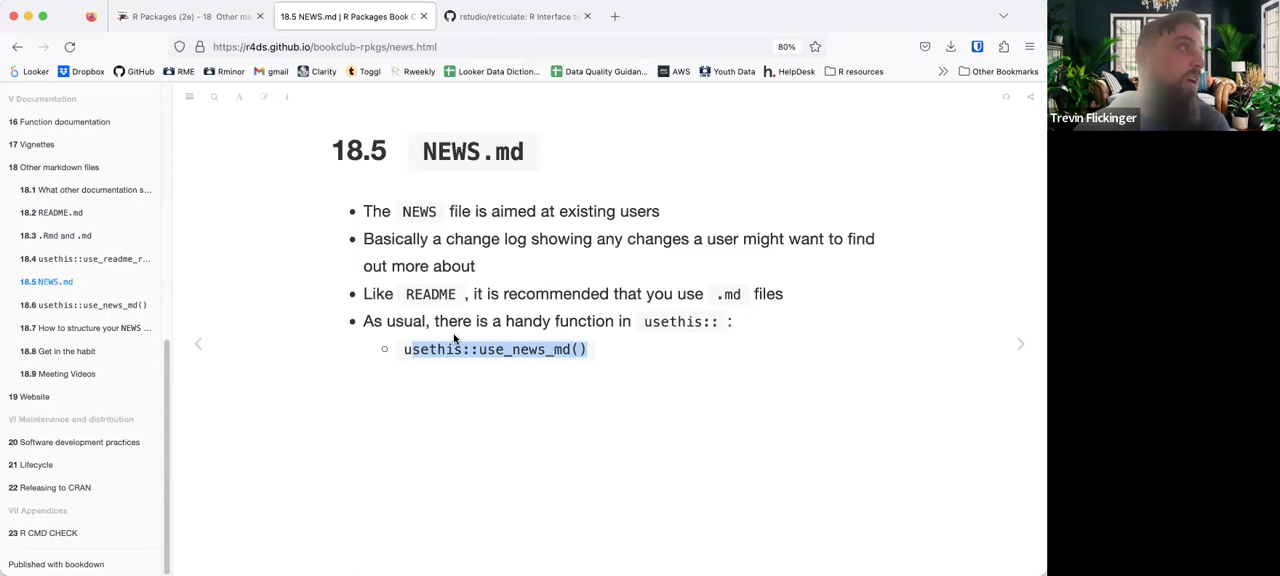 R Packages (2e) - 18 Other ma
18.5 NEWS.md | R Packages Book C
rstudio/reticulate: R Interface to
https://r4ds.github.io/bookclub-rpkgs/news.html
80%
Looker
Dropbox
GitHub
RME
Rminor
gmail
Clarity
Toggl
Rweekly
Looker Data Diction...
Data Quality Guidan...
AWS
Youth Data
HelpDesk
R resources
Other Bookmarks
Trevin Flickinger
V Documentation
16 Function documentation
17 Vignettes
18 Other markdown files
18.1 What other documentation s...
18.2 README.md
18.3 .Rmd and .md
18.4 usethis::use_readme_r...
18.5 NEWS.md
18.6 usethis::use_news_md()
18.7 How to structure your NEWS ...
18.8 Get in the habit
18.9 Meeting Videos
19 Website
VI Maintenance and distribution
20 Software development practices
21 Lifecycle
22 Releasing to CRAN
VII Appendices
23 R CMD CHECK
Published with bookdown
18.5 NEWS.md
• The NEWS file is aimed at existing users
• Basically a change log showing any changes a user might want to find
out more about
• Like README, it is recommended that you use .md files
• As usual, there is a handy function in usethis:: :
○ usethis::use_news_md()